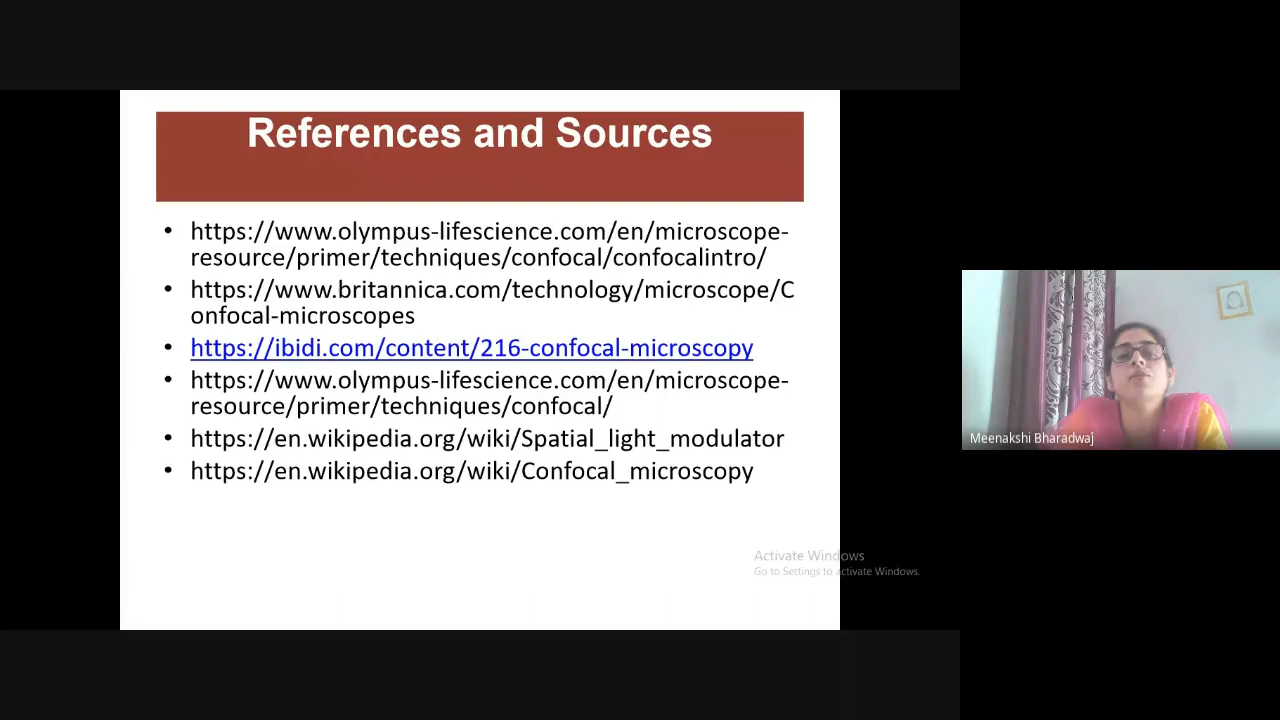 References and Sources
• https://www.olympus-lifescience.com/en/microscope-
resource/primer/techniques/confocal/confocalintro/
• https://www.britannica.com/technology/microscope/C
onfocal-microscopes
• https://ibidi.com/content/216-confocal-microscopy
• https://www.olympus-lifescience.com/en/microscope-
resource/primer/techniques/confocal/
• https://en.wikipedia.org/wiki/Spatial_light_modulator
• https://en.wikipedia.org/wiki/Confocal_microscopy
Activate Windows
Go to Settings to activate Windows.
Meenakshi Bharadwaj